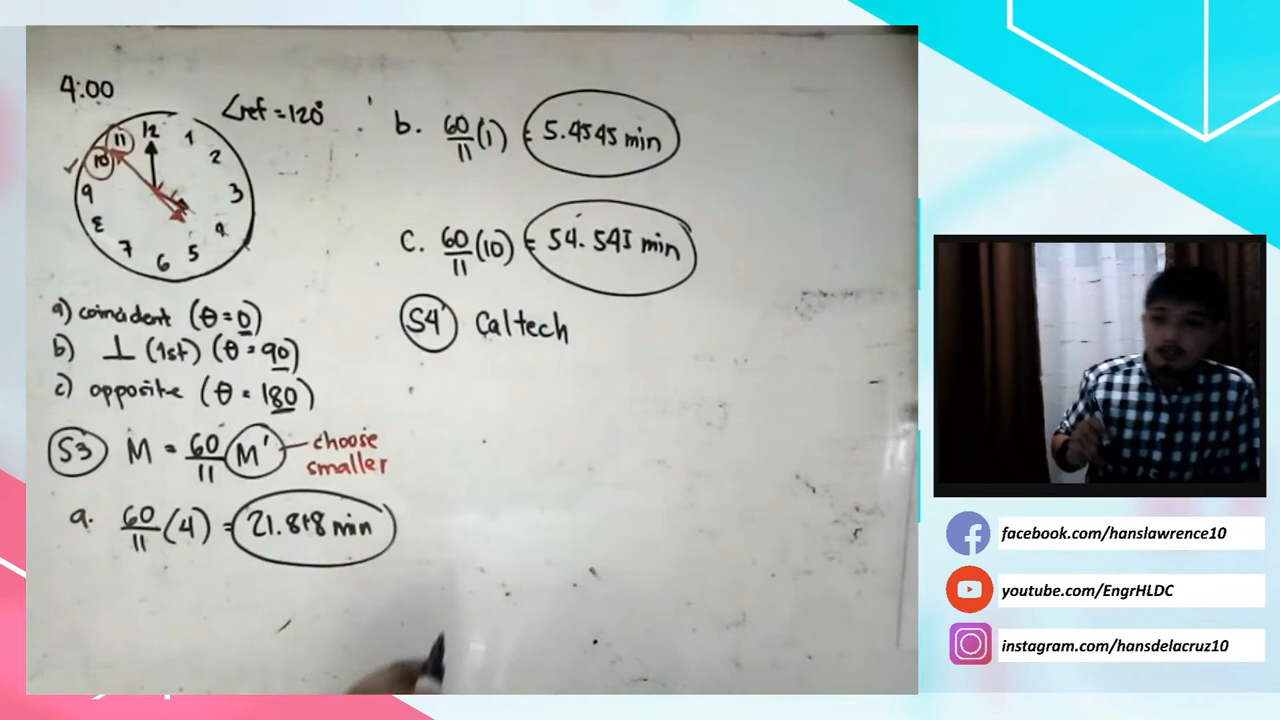 4:00
∠ref = 120°
12
11
1
10
2
9
3
8
4
7
5
6
a) coincident (θ = 0)
b) ⊥ (1st) (θ = 90)
c) opposite (θ = 180)
S3 M = 60/11 M' – choose smaller
a. 60/11 (4) = 21.818 min
b. 60/11 (1) = 5.4545 min
c. 60/11 (10) = 54.545 min
S4 Caltech
facebook.com/hanslawrence10
youtube.com/EngrHLDC
instagram.com/hansdelacruz10